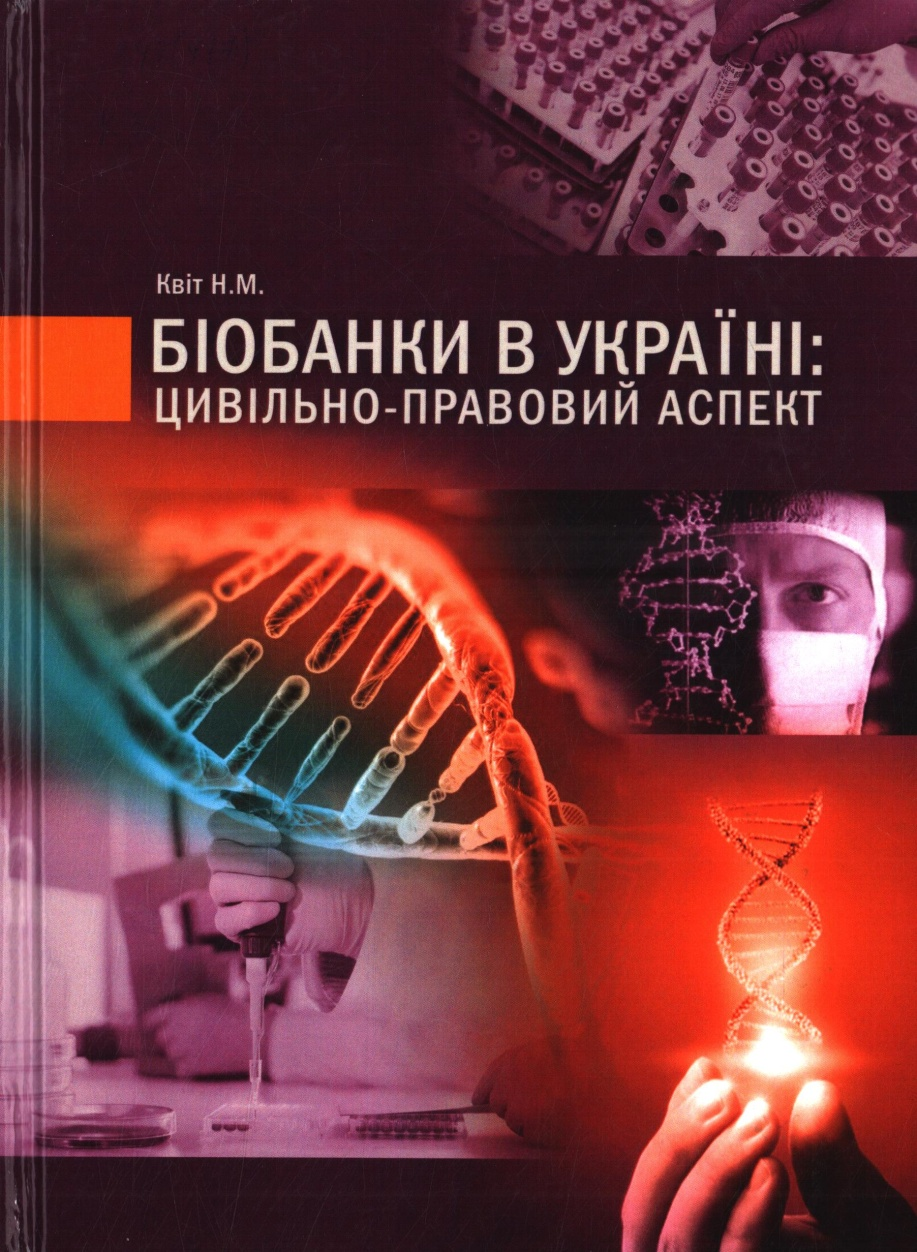 Квіт Н.М.
БІОБАНКИ В УКРАЇНІ:
ЦИВІЛЬНО-ПРАВОВИЙ АСПЕКТ